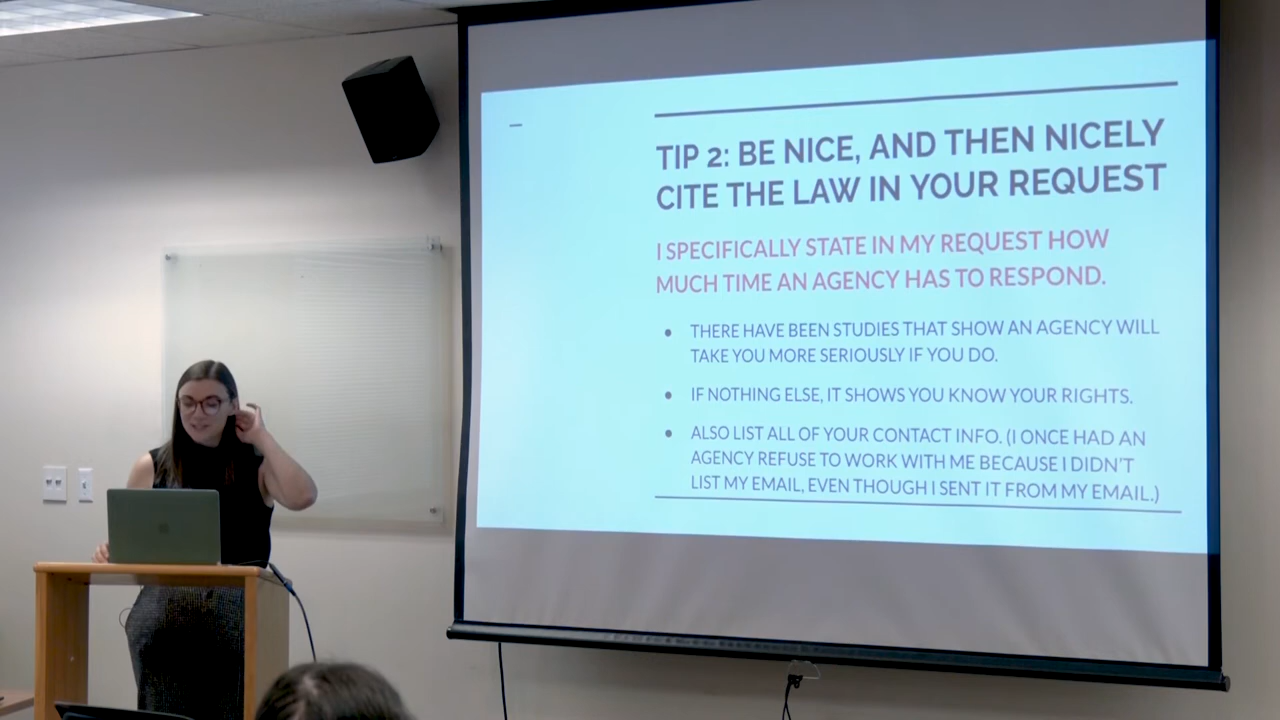 TIP 2: BE NICE, AND THEN NICELY
CITE THE LAW IN YOUR REQUEST
I SPECIFICALLY STATE IN MY REQUEST HOW
MUCH TIME AN AGENCY HAS TO RESPOND.
• THERE HAVE BEEN STUDIES THAT SHOW AN AGENCY WILL
TAKE YOU MORE SERIOUSLY IF YOU DO.
• IF NOTHING ELSE, IT SHOWS YOU KNOW YOUR RIGHTS.
• ALSO LIST ALL OF YOUR CONTACT INFO. (I ONCE HAD AN
AGENCY REFUSE TO WORK WITH ME BECAUSE I DIDN'T
LIST MY EMAIL, EVEN THOUGH I SENT IT FROM MY EMAIL.)